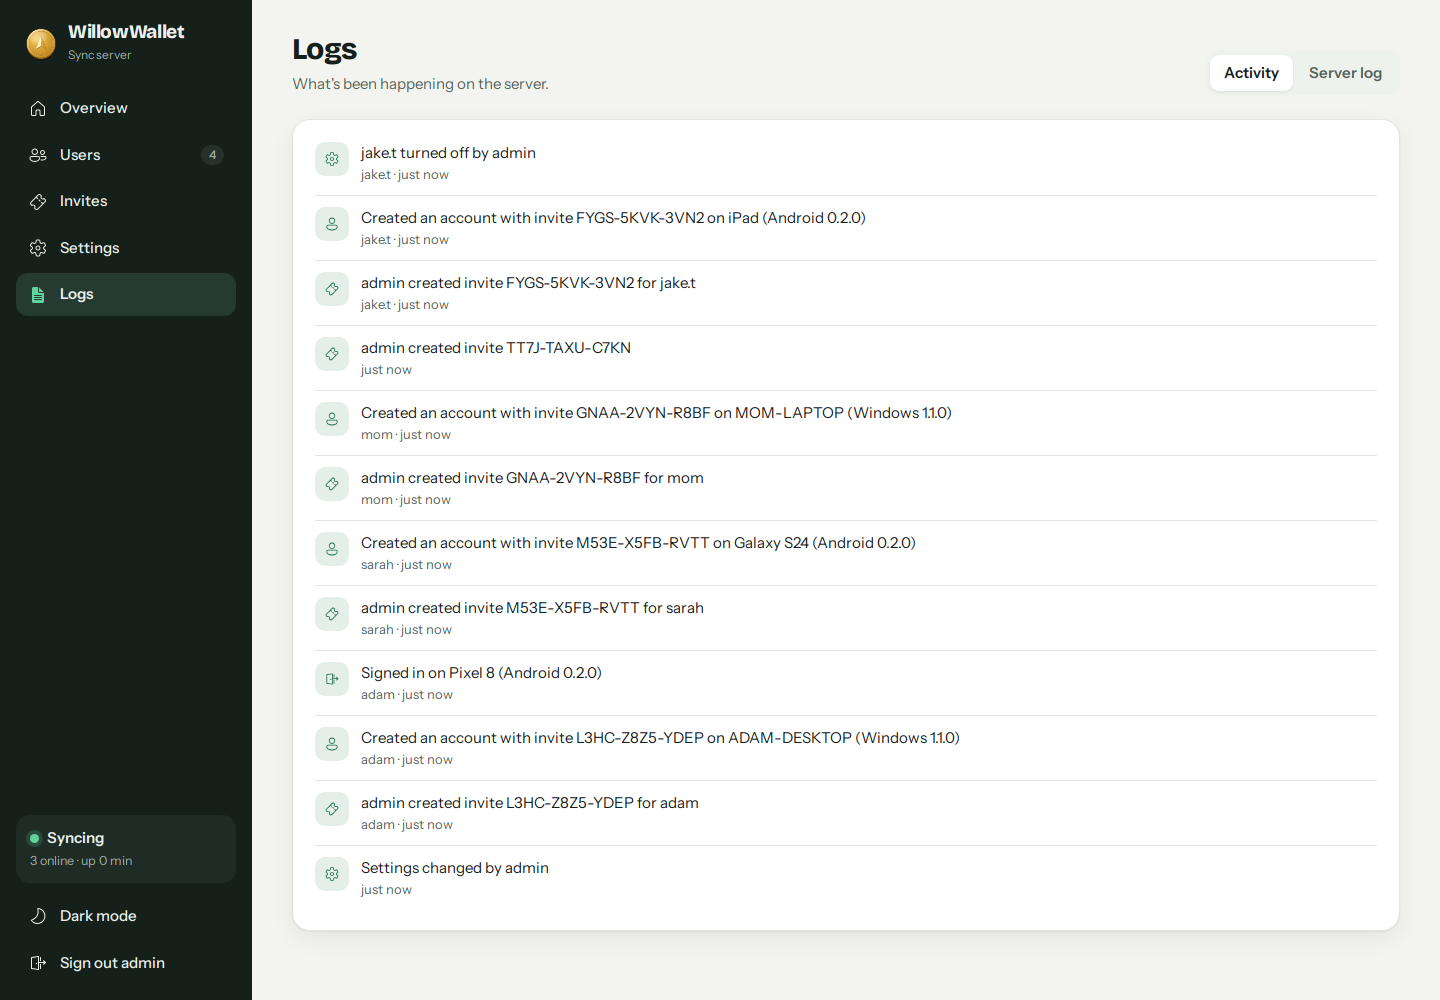 WillowWallet
Sync server
Overview
Users 4
Invites
Settings
Logs
Syncing
3 online · up 0 min
Dark mode
Sign out admin
Logs
What's been happening on the server.
Activity Server log
jake.t turned off by admin
jake.t · just now
Created an account with invite FYGS-5KVK-3VN2 on iPad (Android 0.2.0)
jake.t · just now
admin created invite FYGS-5KVK-3VN2 for jake.t
jake.t · just now
admin created invite TT7J-TAXU-C7KN
just now
Created an account with invite GNAA-2VYN-R8BF on MOM-LAPTOP (Windows 1.1.0)
mom · just now
admin created invite GNAA-2VYN-R8BF for mom
mom · just now
Created an account with invite M53E-X5FB-RVTT on Galaxy S24 (Android 0.2.0)
sarah · just now
admin created invite M53E-X5FB-RVTT for sarah
sarah · just now
Signed in on Pixel 8 (Android 0.2.0)
adam · just now
Created an account with invite L3HC-Z8Z5-YDEP on ADAM-DESKTOP (Windows 1.1.0)
adam · just now
admin created invite L3HC-Z8Z5-YDEP for adam
adam · just now
Settings changed by admin
just now